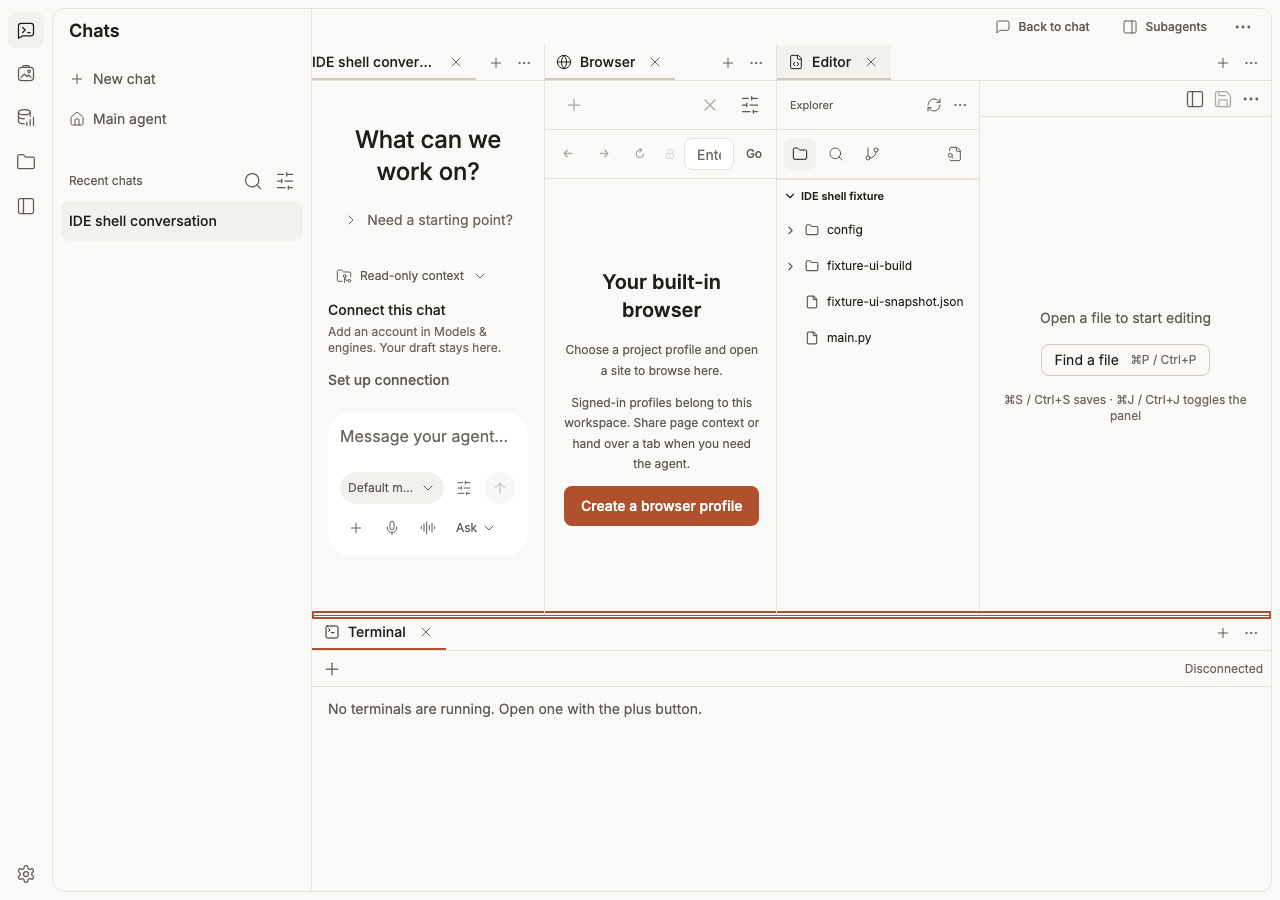 Chats
New chat
Main agent
Recent chats
IDE shell conversation
Back to chat
Subagents
IDE shell conver...
Browser
Editor
What can we
work on?
Need a starting point?
Read-only context
Connect this chat
Add an account in Models &
engines. Your draft stays here.
Set up connection
Message your agent...
Default m...
Ask
Go
Your built-in
browser
Choose a project profile and open
a site to browse here.
Signed-in profiles belong to this
workspace. Share page context or
hand over a tab when you need
the agent.
Create a browser profile
Explorer
IDE shell fixture
config
fixture-ui-build
fixture-ui-snapshot.json
main.py
Open a file to start editing
Find a file ⌘P / Ctrl+P
⌘S / Ctrl+S saves · ⌘J / Ctrl+J toggles the
panel
Terminal
Disconnected
No terminals are running. Open one with the plus button.